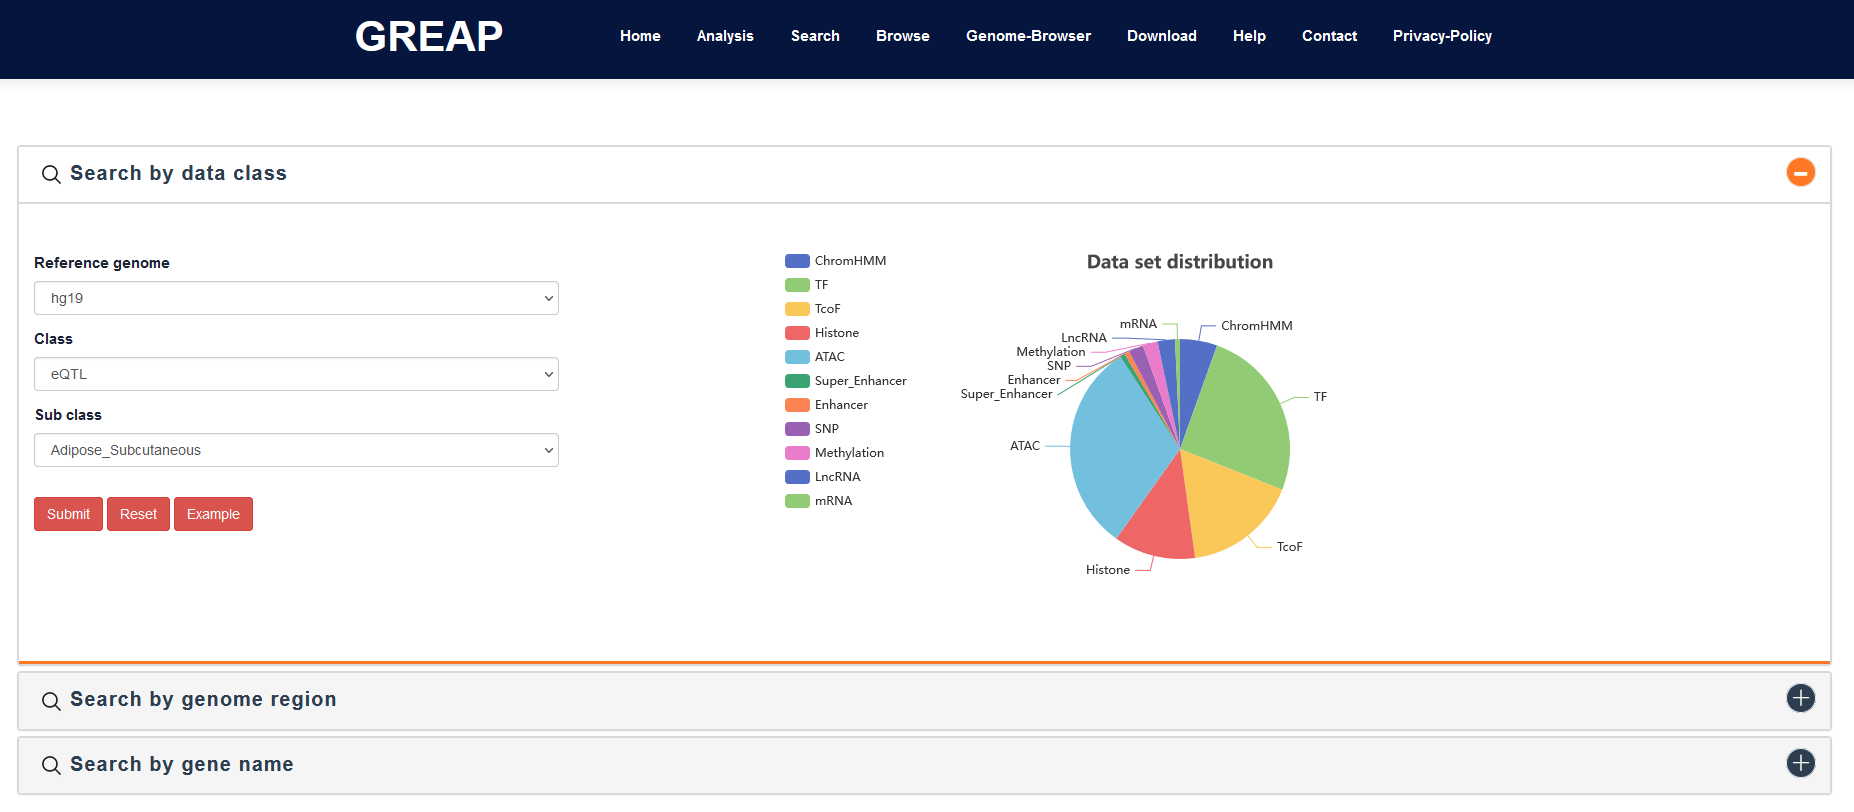 GREAP
Home Analysis Search Browse Genome-Browser Download Help Contact Privacy-Policy
Search by data class
Reference genome
hg19
Class
eQTL
Sub class
Adipose_Subcutaneous
Submit Reset Example
ChromHMM
TF
TcoF
Histone
ATAC
Super_Enhancer
Enhancer
SNP
Methylation
LncRNA
mRNA
Data set distribution
mRNA
ChromHMM
LncRNA
Methylation
SNP
Enhancer
Super_Enhancer
TF
ATAC
TcoF
Histone
Search by genome region
Search by gene name